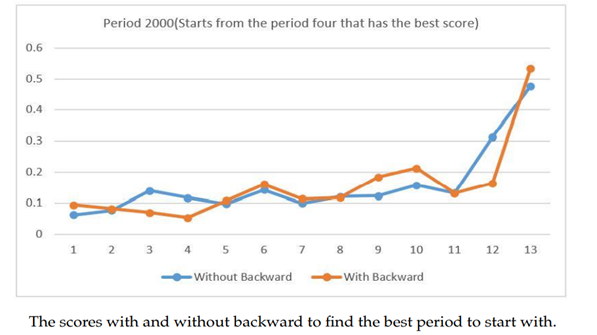 Period 2000(Starts from the period four that has the best score)
0.6
0.5
0.4
0.3
0.2
0.1
0
1 2 3 4 5 6 7 8 9 10 11 12 13
Without Backward With Backward
The scores with and without backward to find the best period to start with.